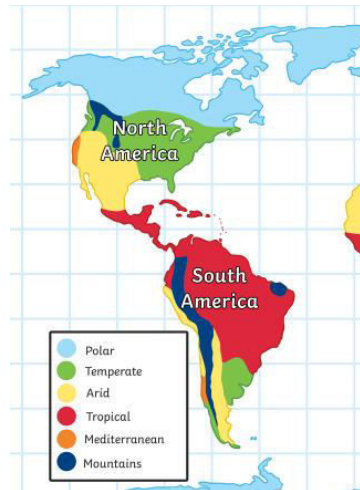 North
America
South
America
Polar
Temperate
Arid
Tropical
Mediterranean
Mountains